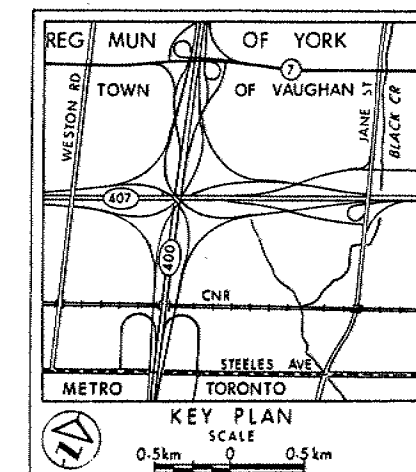 REG MUN OF YORK
7
TOWN OF VAUGHAN
WESTON RD
JANE ST
BLACK CR
407
400
CNR
STEELES AVE
METRO TORONTO
KEY PLAN
SCALE
0·5km 0 0·5km
N